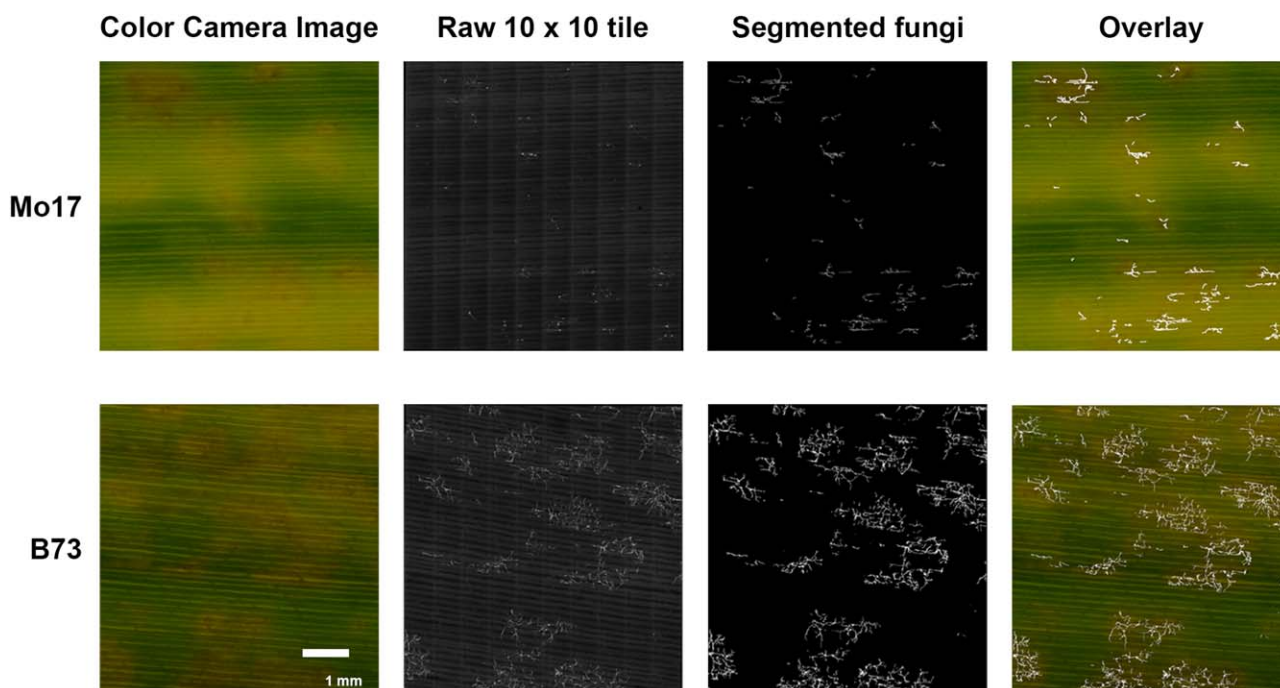 Color Camera Image
Raw 10 x 10 tile
Segmented fungi
Overlay
Mo17
B73
1 mm